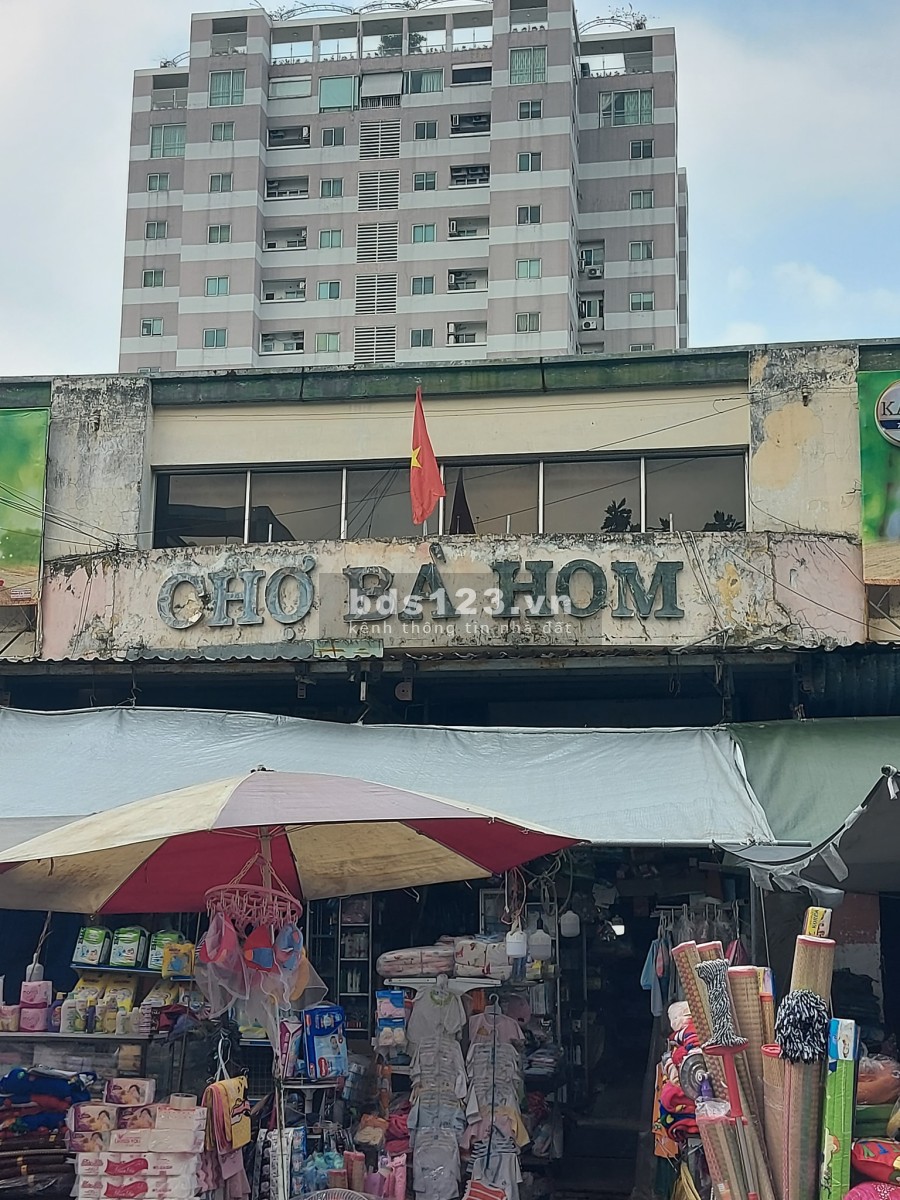 CHỢ BÀ HOM
bds123.vn
kênh thông tin nhà đất